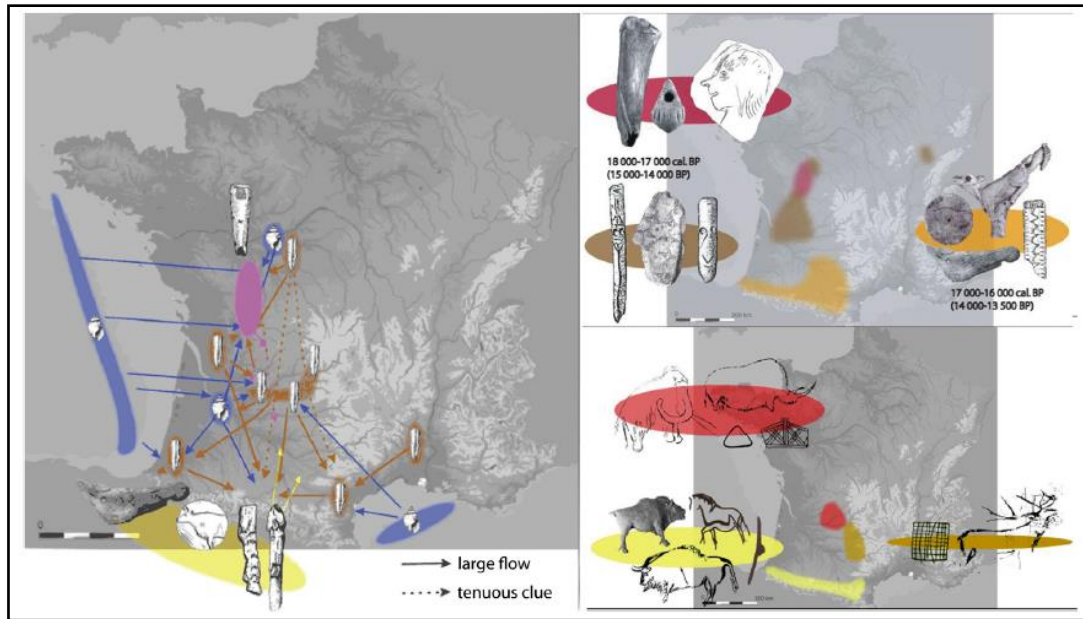 0
large flow
tenuous clue
18 000-17 000 cal. BP
(15 000-14 000 BP)
17 000-16 000 cal. BP
(14 000-13 500 BP)